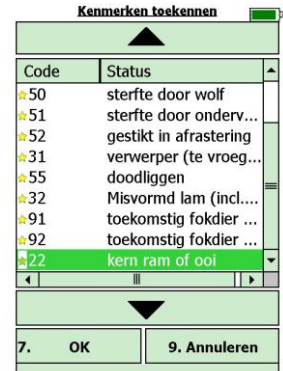 Kenmerken toekennen
Code Status
50 sterfte door wolf
51 sterfte door onderv...
52 gestikt in afrastering
31 verwerper (te vroeg...
55 doodliggen
32 Misvormd lam (incl....
91 toekomstig fokdier ...
92 toekomstig fokdier ...
22 kern ram of ooi
7. OK 9. Annuleren